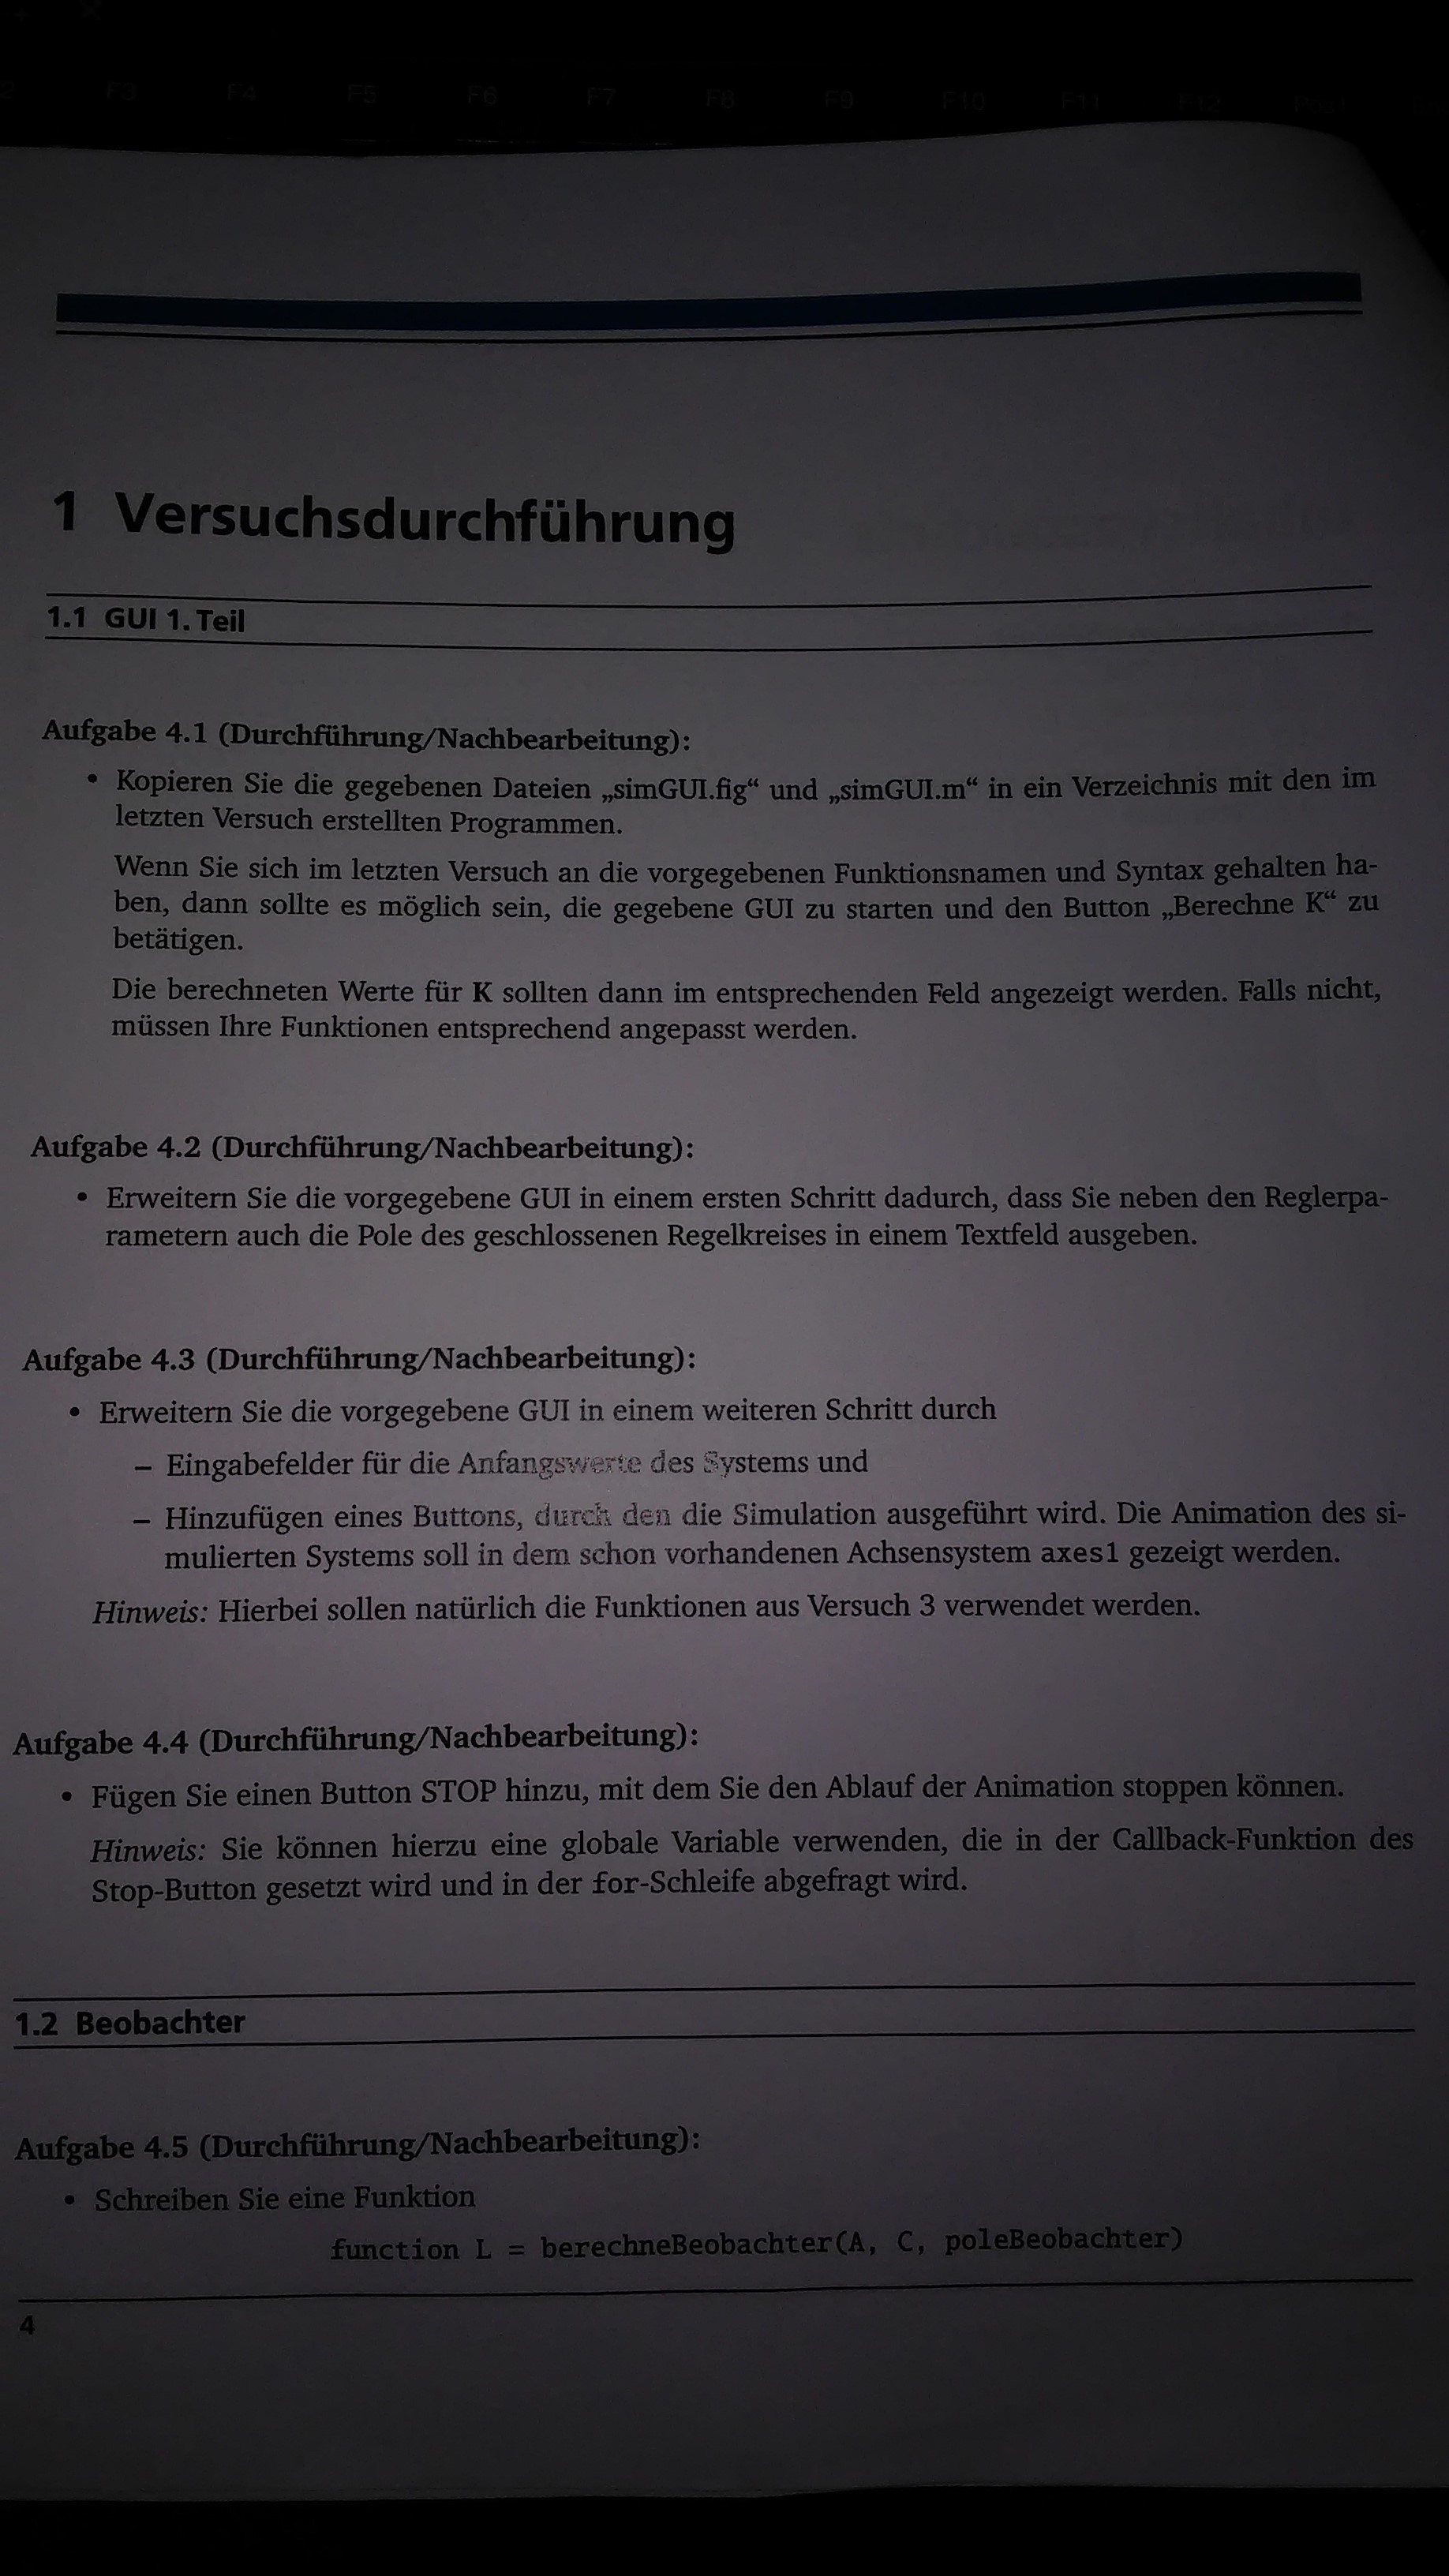 F3 F4 F5 F6 F7 F8 F9 F10 F11 F12
1 Versuchsdurchführung
1.1 GUI 1. Teil
Aufgabe 4.1 (Durchführung/Nachbearbeitung):
• Kopieren Sie die gegebenen Dateien „simGUI.fig“ und „simGUI.m“ in ein Verzeichnis mit den im
letzten Versuch erstellten Programmen.
Wenn Sie sich im letzten Versuch an die vorgegebenen Funktionsnamen und Syntax gehalten ha-
ben, dann sollte es möglich sein, die gegebene GUI zu starten und den Button „Berechne K“ zu
betätigen.
Die berechneten Werte für K sollten dann im entsprechenden Feld angezeigt werden. Falls nicht,
müssen Ihre Funktionen entsprechend angepasst werden.
Aufgabe 4.2 (Durchführung/Nachbearbeitung):
• Erweitern Sie die vorgegebene GUI in einem ersten Schritt dadurch, dass Sie neben den Reglerpa-
rametern auch die Pole des geschlossenen Regelkreises in einem Textfeld ausgeben.
Aufgabe 4.3 (Durchführung/Nachbearbeitung):
• Erweitern Sie die vorgegebene GUI in einem weiteren Schritt durch
– Eingabefelder für die Anfangswerte des Systems und
– Hinzufügen eines Buttons, durch den die Simulation ausgeführt wird. Die Animation des si-
mulierten Systems soll in dem schon vorhandenen Achsensystem axes1 gezeigt werden.
Hinweis: Hierbei sollen natürlich die Funktionen aus Versuch 3 verwendet werden.
Aufgabe 4.4 (Durchführung/Nachbearbeitung):
• Fügen Sie einen Button STOP hinzu, mit dem Sie den Ablauf der Animation stoppen können.
Hinweis: Sie können hierzu eine globale Variable verwenden, die in der Callback-Funktion des
Stop-Button gesetzt wird und in der for-Schleife abgefragt wird.
1.2 Beobachter
Aufgabe 4.5 (Durchführung/Nachbearbeitung):
• Schreiben Sie eine Funktion
function L = berechneBeobachter(A, C, poleBeobachter)
4